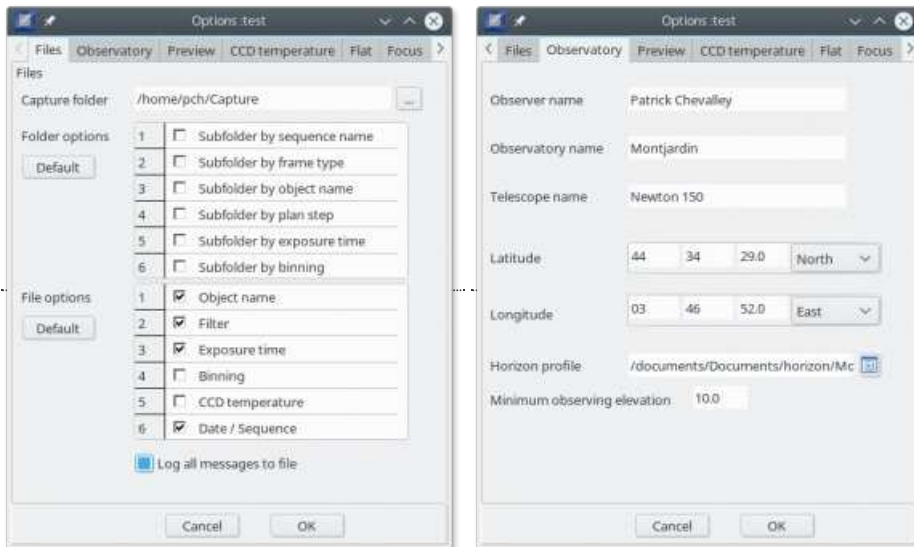 Options :test
Files Observatory Preview CCD temperature Flat Focus
Files
Capture folder /home/pch/Capture ...
Folder options
Default
1 Subfolder by sequence name
2 Subfolder by frame type
3 Subfolder by object name
4 Subfolder by plan step
5 Subfolder by exposure time
6 Subfolder by binning
File options
Default
1 Object name
2 Filter
3 Exposure time
4 Binning
5 CCD temperature
6 Date / Sequence
Log all messages to file
Cancel OK
Options :test
Files Observatory Preview CCD temperature Flat Focus
Observer name Patrick Chevalley
Observatory name Montjardin
Telescope name Newton 150
Latitude 44 34 29.0 North
Longitude 03 46 52.0 East
Horizon profile /documents/Documents/horizon/Mc
Minimum observing elevation 10.0
Cancel OK